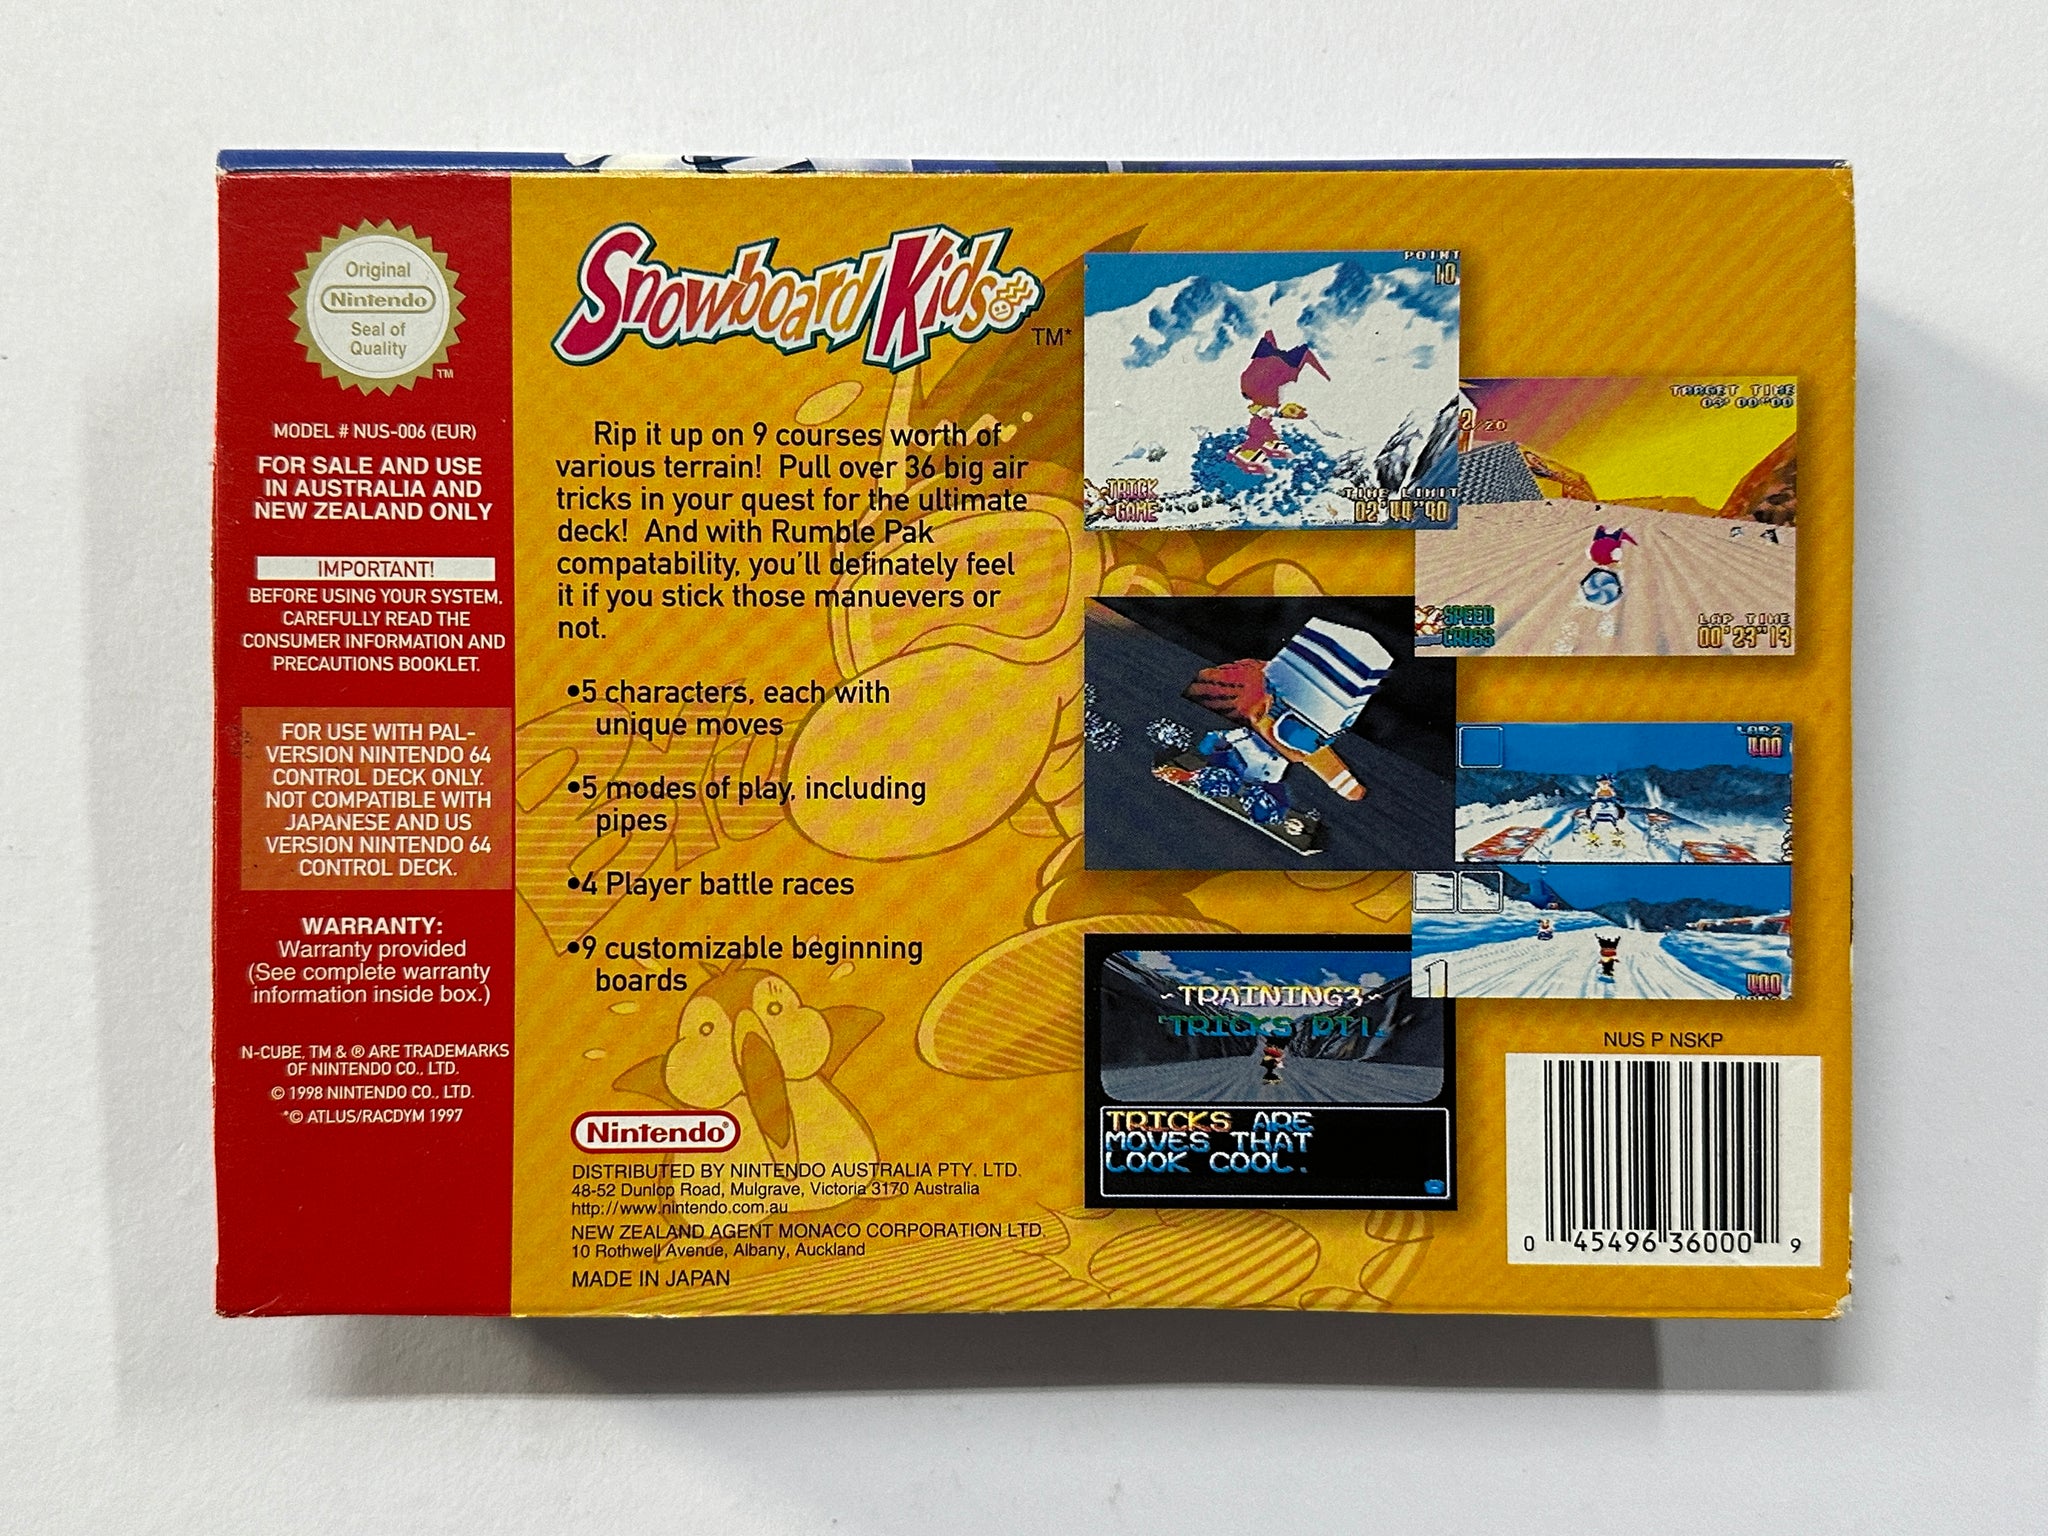 Original
Nintendo
Seal of
Quality
TM
MODEL # NUS-006 (EUR)
FOR SALE AND USE
IN AUSTRALIA AND
NEW ZEALAND ONLY
IMPORTANT!
BEFORE USING YOUR SYSTEM,
CAREFULLY READ THE
CONSUMER INFORMATION AND
PRECAUTIONS BOOKLET.
FOR USE WITH PAL-
VERSION NINTENDO 64
CONTROL DECK ONLY.
NOT COMPATIBLE WITH
JAPANESE AND US
VERSION NINTENDO 64
CONTROL DECK.
WARRANTY:
Warranty provided
(See complete warranty
information inside box.)
N-CUBE, TM & ® ARE TRADEMARKS
OF NINTENDO CO., LTD.
© 1998 NINTENDO CO., LTD.
*© ATLUS/RACDYM 1997
Snowboard Kids
TM*
Rip it up on 9 courses worth of
various terrain! Pull over 36 big air
tricks in your quest for the ultimate
deck! And with Rumble Pak
compatability, you'll definately feel
it if you stick those manuevers or
not.
•5 characters, each with
unique moves
•5 modes of play, including
pipes
•4 Player battle races
•9 customizable beginning
boards
Nintendo®
DISTRIBUTED BY NINTENDO AUSTRALIA PTY. LTD.
48-52 Dunlop Road, Mulgrave, Victoria 3170 Australia
http://www.nintendo.com.au
NEW ZEALAND AGENT MONACO CORPORATION LTD.
10 Rothwell Avenue, Albany, Auckland
MADE IN JAPAN
POINT
10
TRICK
GAME
TIME LIMIT
02'44"90
TARGET TIME
03'00"00
2/20
SPEED
CROSS
LAP TIME
00'23"13
LAP2
400
1
400
~TRAINING3~
TRICKS PT1.
TRICKS ARE
MOVES THAT
LOOK COOL.
NUS P NSKP
0 45496 36000 9